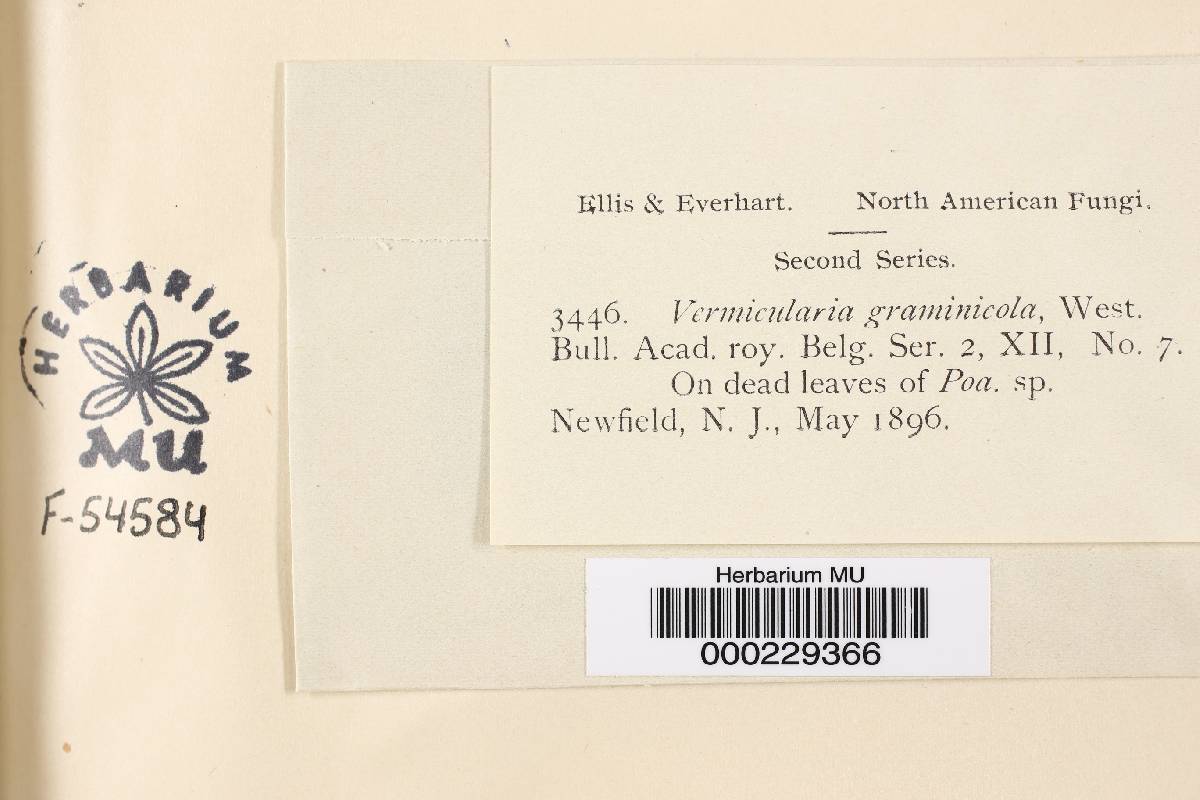 Ellis & Everhart. North American Fungi.
Second Series.
3446. Vermicularia graminicola, West.
Bull. Acad. roy. Belg. Ser. 2, XII, No. 7.
On dead leaves of Poa. sp.
Newfield, N. J., May 1896.
HERBARIUM
MU
F-54584
Herbarium MU
000229366